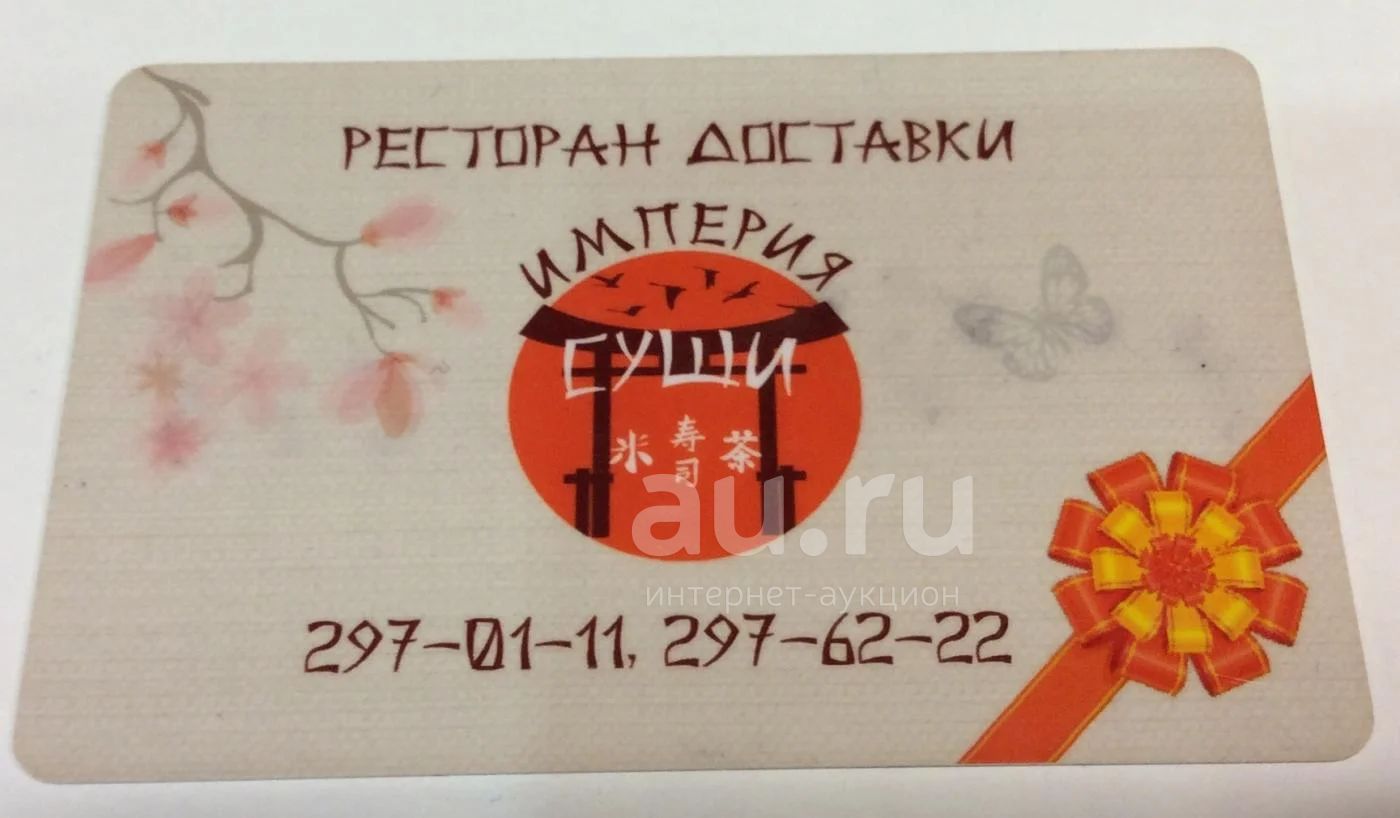 РЕСТОРАН ДОСТАВКИ
ИМПЕРИЯ
СУШИ
米 寿司 茶
au.ru
интернет-аукцион
297-01-11, 297-62-22